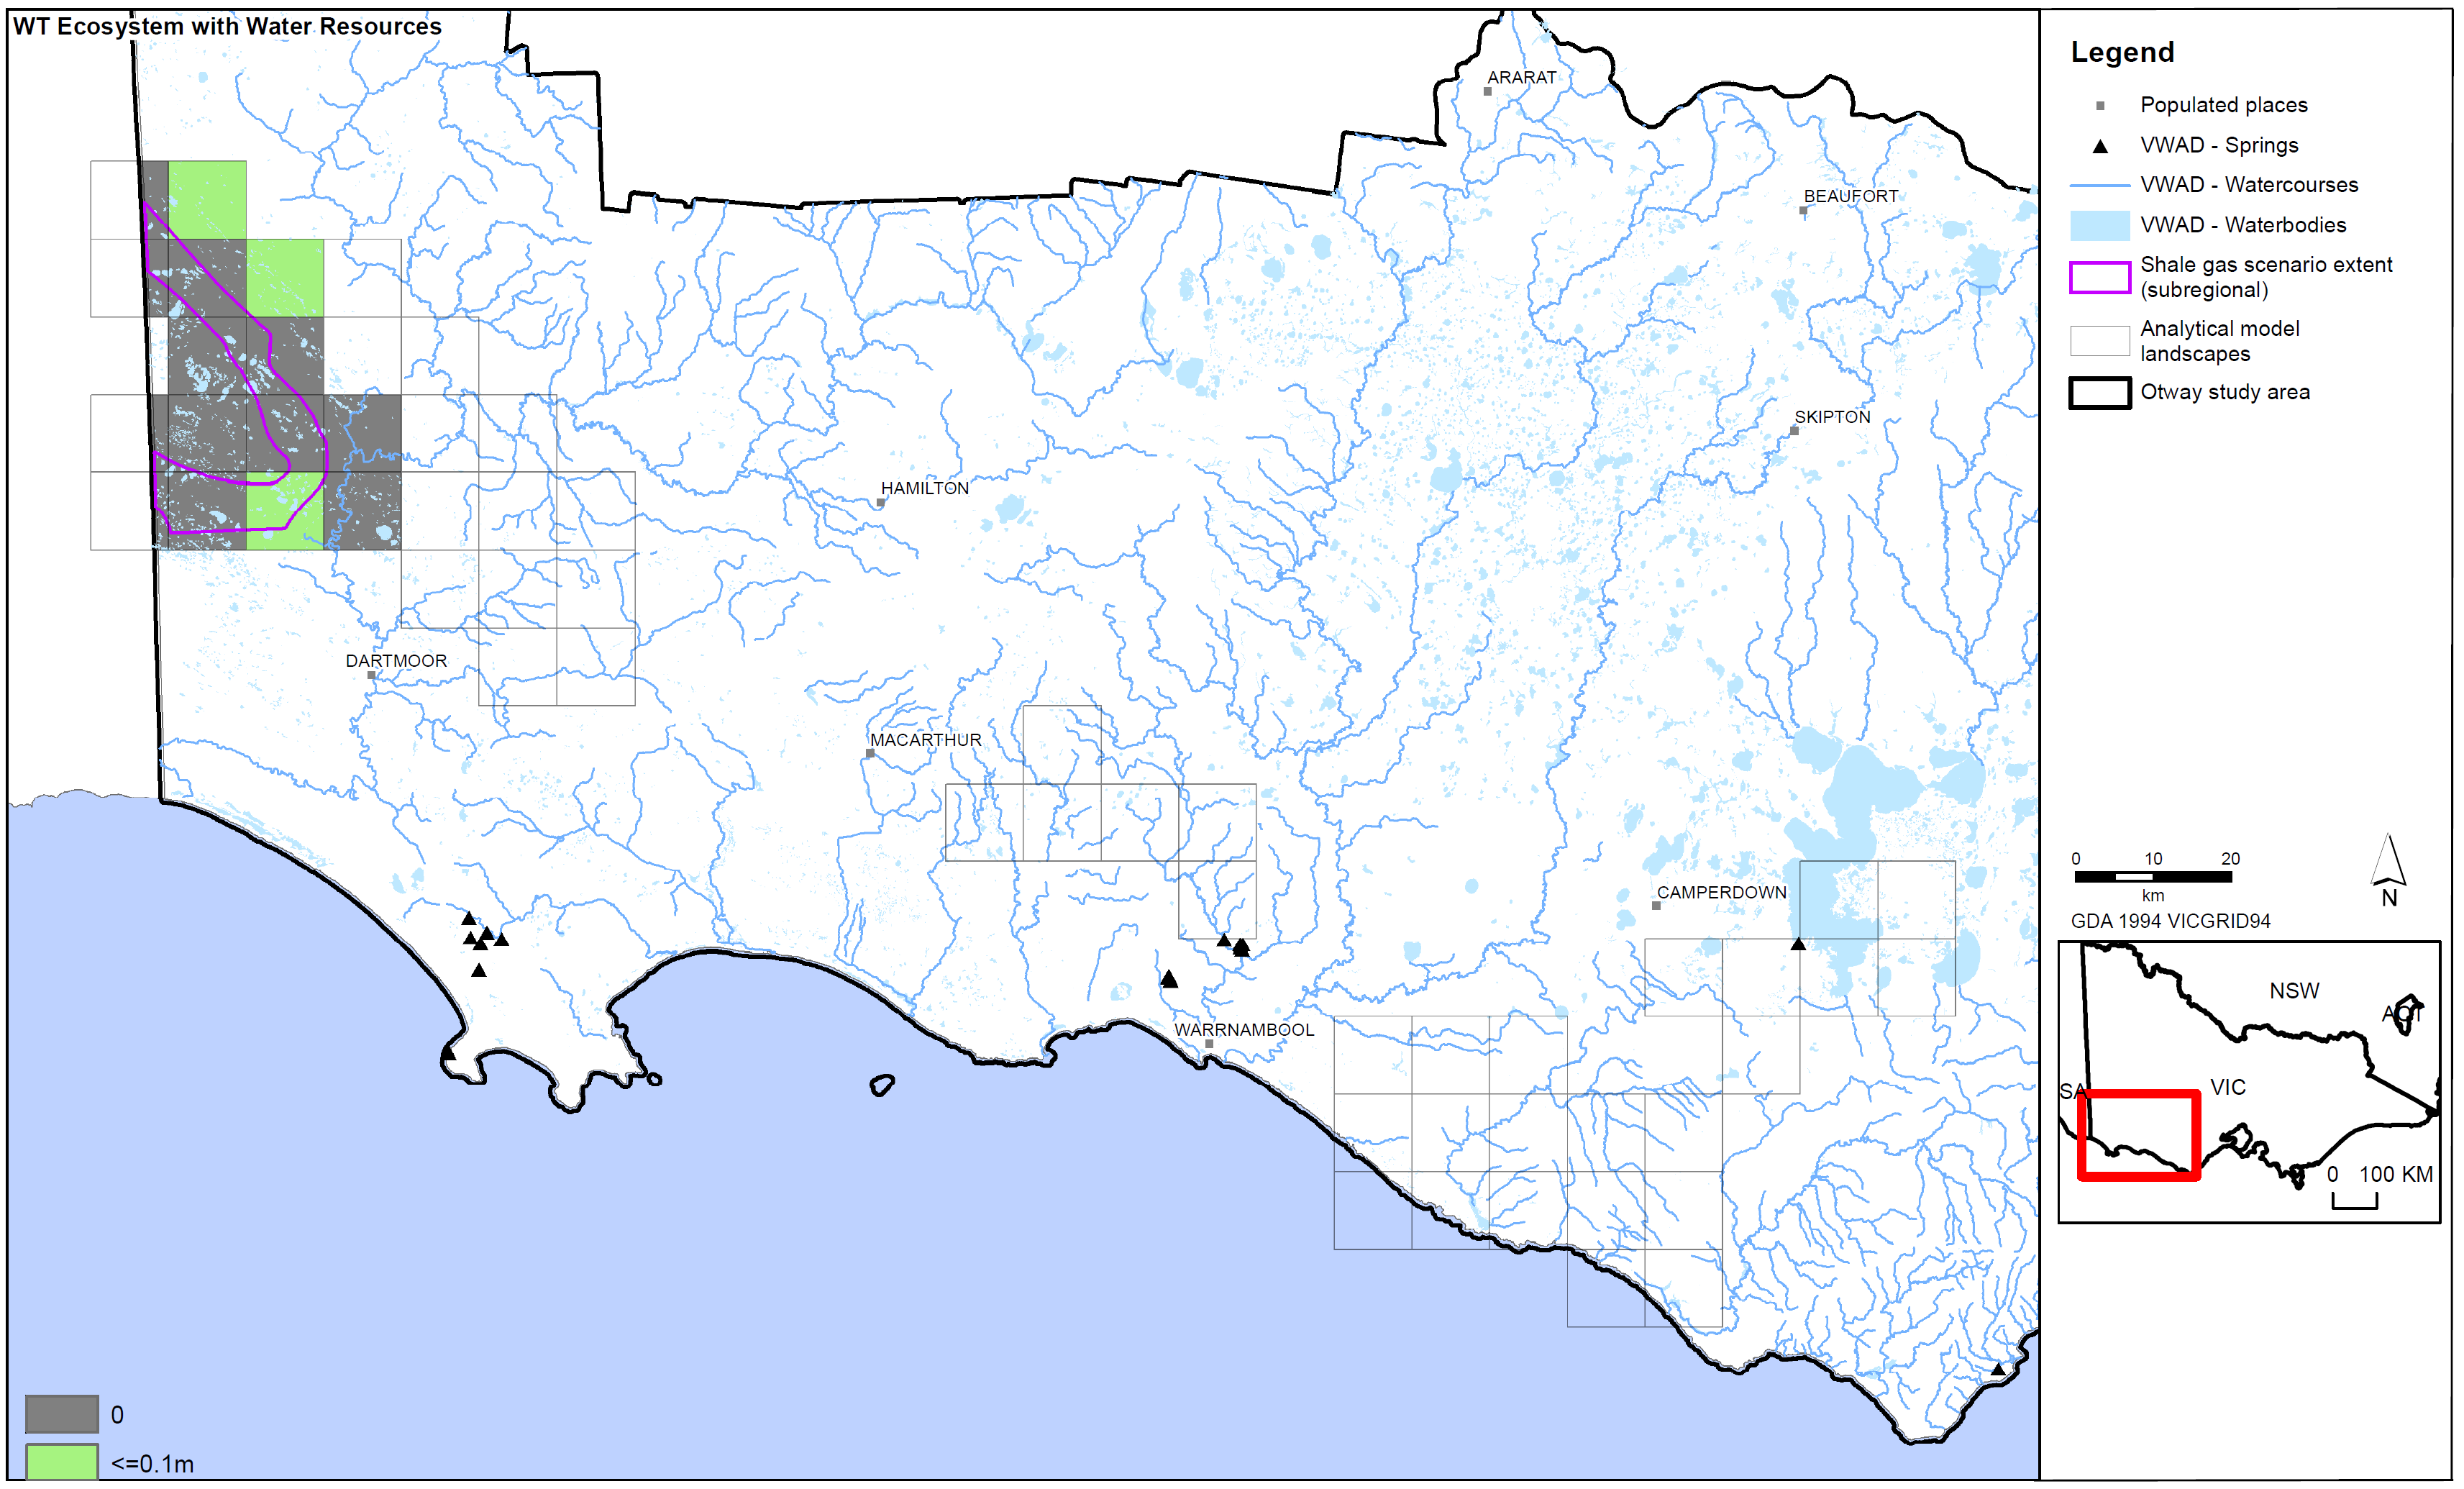 WT Ecosystem with Water Resources
ARARAT
BEAUFORT
SKIPTON
HAMILTON
DARTMOOR
MACARTHUR
CAMPERDOWN
WARRNAMBOOL
0
<=0.1m
Legend
Populated places
VWAD - Springs
VWAD - Watercourses
VWAD - Waterbodies
Shale gas scenario extent
(subregional)
Analytical model
landscapes
Otway study area
0 10 20
km
N
GDA 1994 VICGRID94
NSW
ACT
SA
VIC
0 100 KM